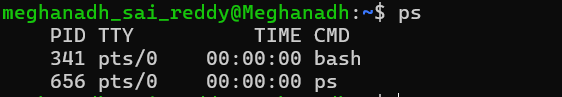 meghanadh_sai_reddy@Meghanadh:~$ ps
    PID TTY          TIME CMD
    341 pts/0    00:00:00 bash
    656 pts/0    00:00:00 ps